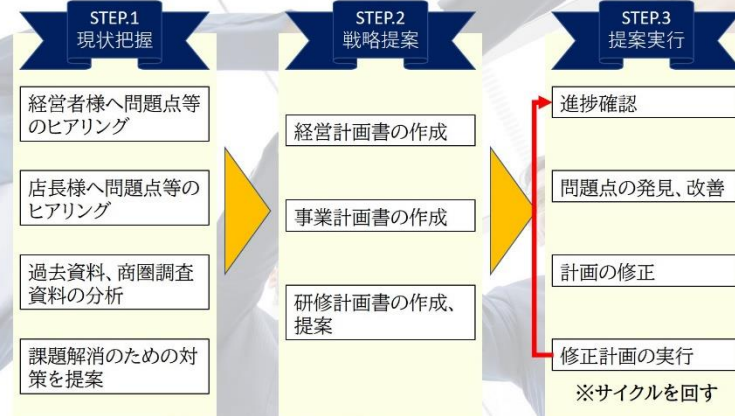 STEP.1
現状把握
経営者様へ問題点等
のヒアリング
店長様へ問題点等の
ヒアリング
過去資料、商圏調査
資料の分析
課題解消のための対
策を提案
STEP.2
戦略提案
経営計画書の作成
事業計画書の作成
研修計画書の作成、
提案
STEP.3
提案実行
進捗確認
問題点の発見、改善
計画の修正
修正計画の実行
※サイクルを回す